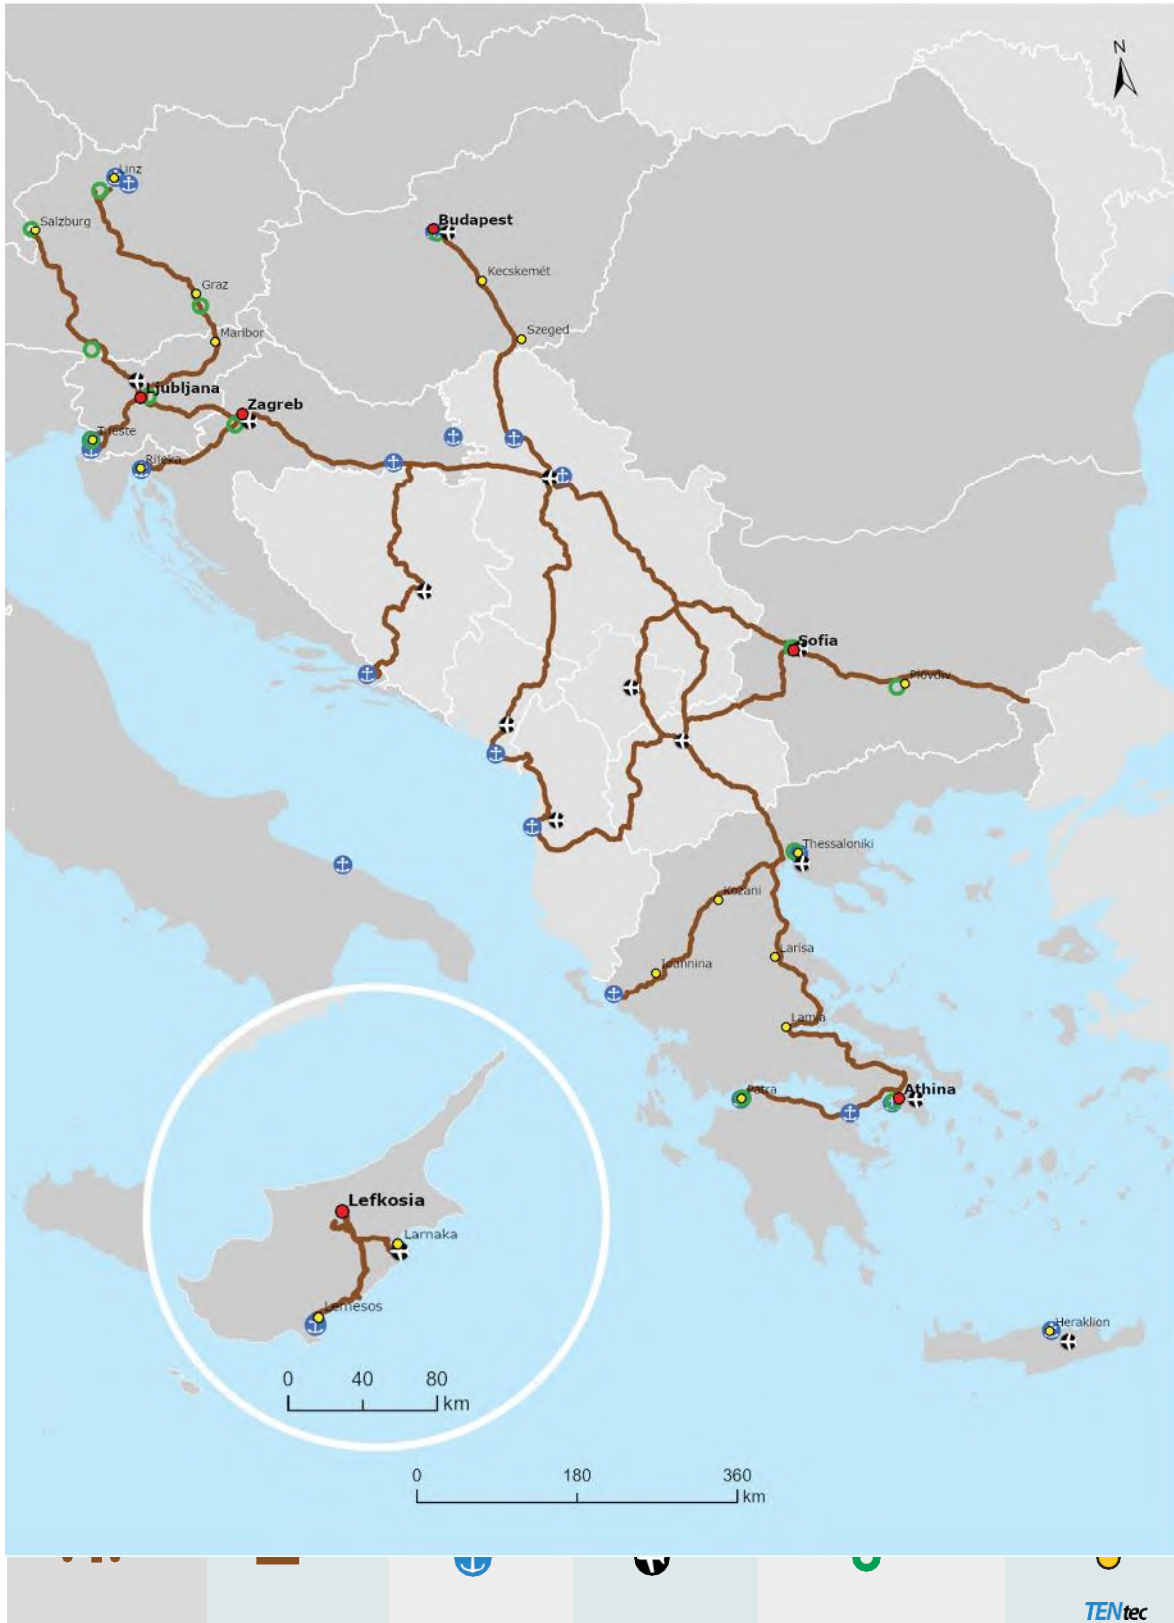 N
Linz
Salzburg
Budapest
Kecskemét
Graz
Szeged
Maribor
Ljubljana
Zagreb
Trieste
Rijeka
Sofia
Plovdiv
Thessaloniki
Kozani
Larisa
Ioannina
Lamia
Athina
Patra
Lefkosia
Larnaka
Lemesos
Heraklion
0 40 80
km
0 180 360
km
TENtec